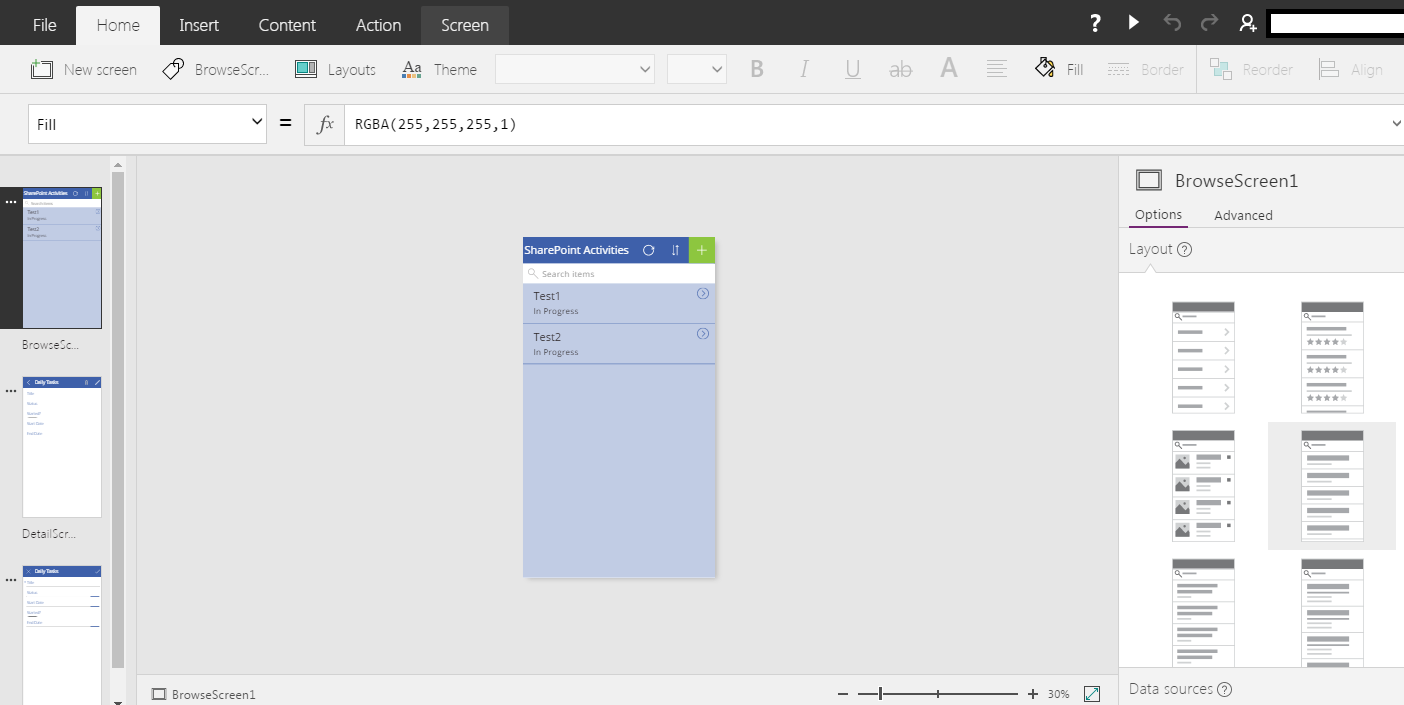 File Home Insert Content Action Screen ?
New screen BrowseScr... Layouts Aa Theme B I U ab A Fill Border Reorder Align
Fill = fx RGBA(255,255,255,1)
SharePoint Activities
Search items
Test1
In Progress
Test2
In Progress
BrowseSc...
Daily Tasks
Title
Status
Start Date
End Date
DetailScr...
Daily Tasks
Title
Status
Start Date
End Date
SharePoint Activities
Search items
Test1
In Progress
Test2
In Progress
BrowseScreen1 30%
BrowseScreen1
Options Advanced
Layout ?
Data sources ?